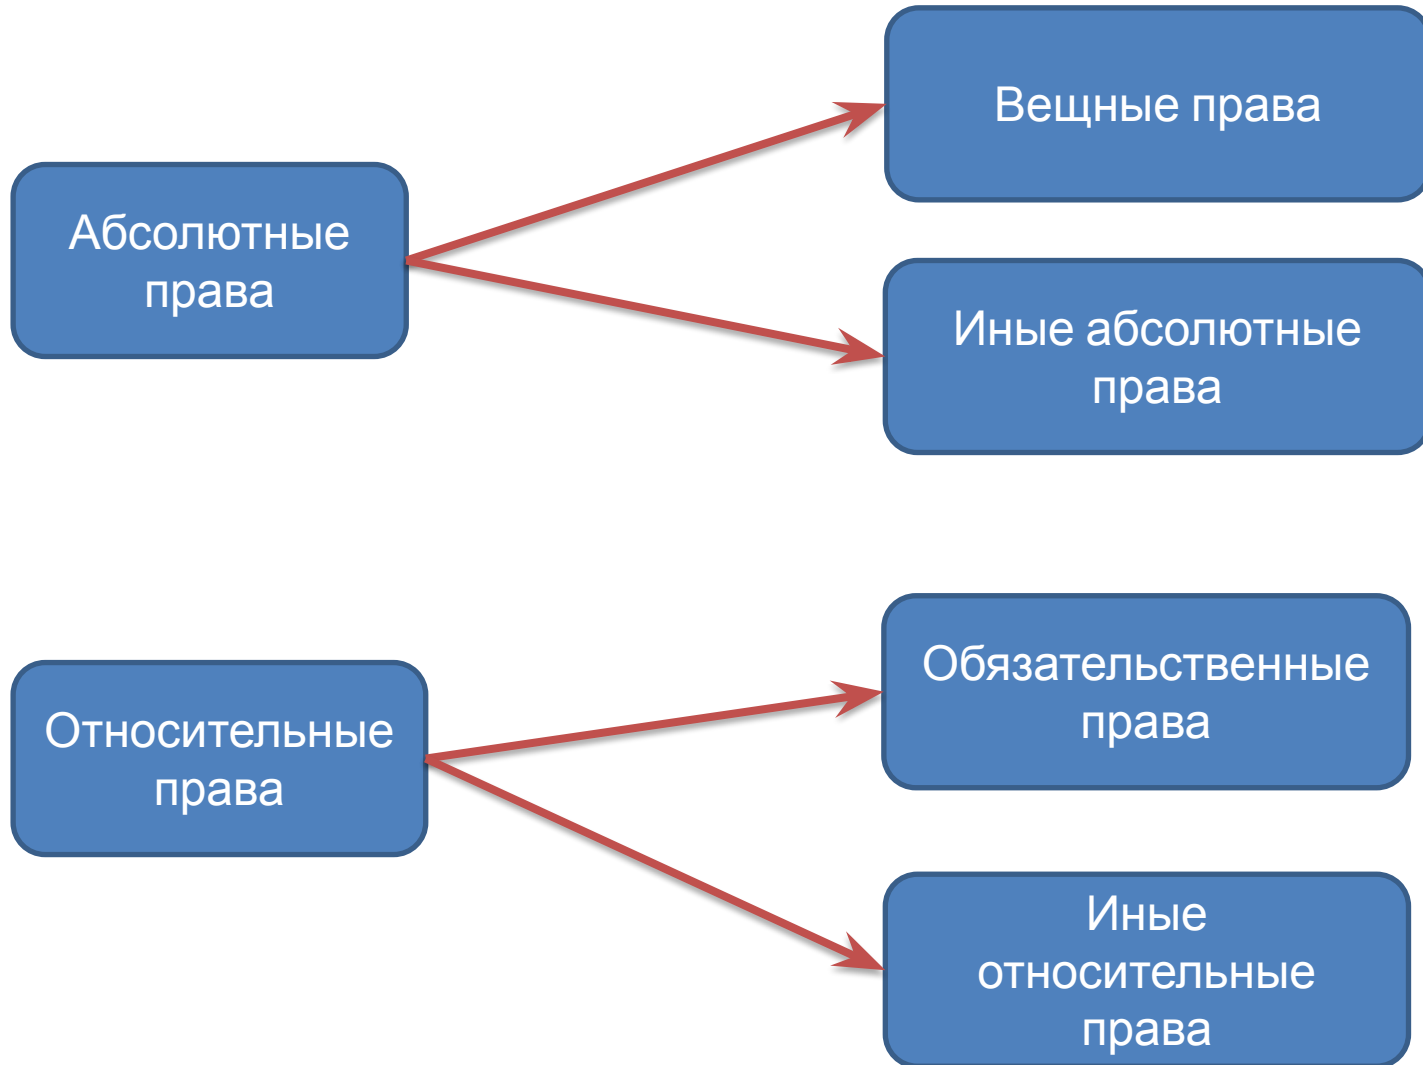 Вещные права
Абсолютные
права
Иные абсолютные
права
Обязательственные
права
Относительные
права
Иные
относительные
права